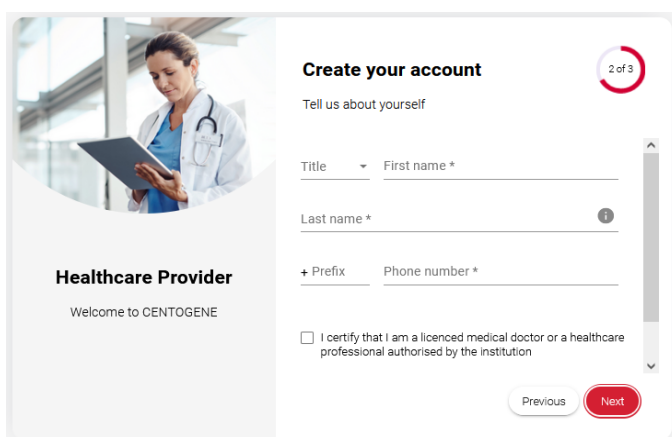 Create your account
2 of 3
Tell us about yourself
Title
First name *
Last name *
+ Prefix
Phone number *
Healthcare Provider
Welcome to CENTOGENE
I certify that I am a licenced medical doctor or a healthcare
professional authorised by the institution
Previous
Next